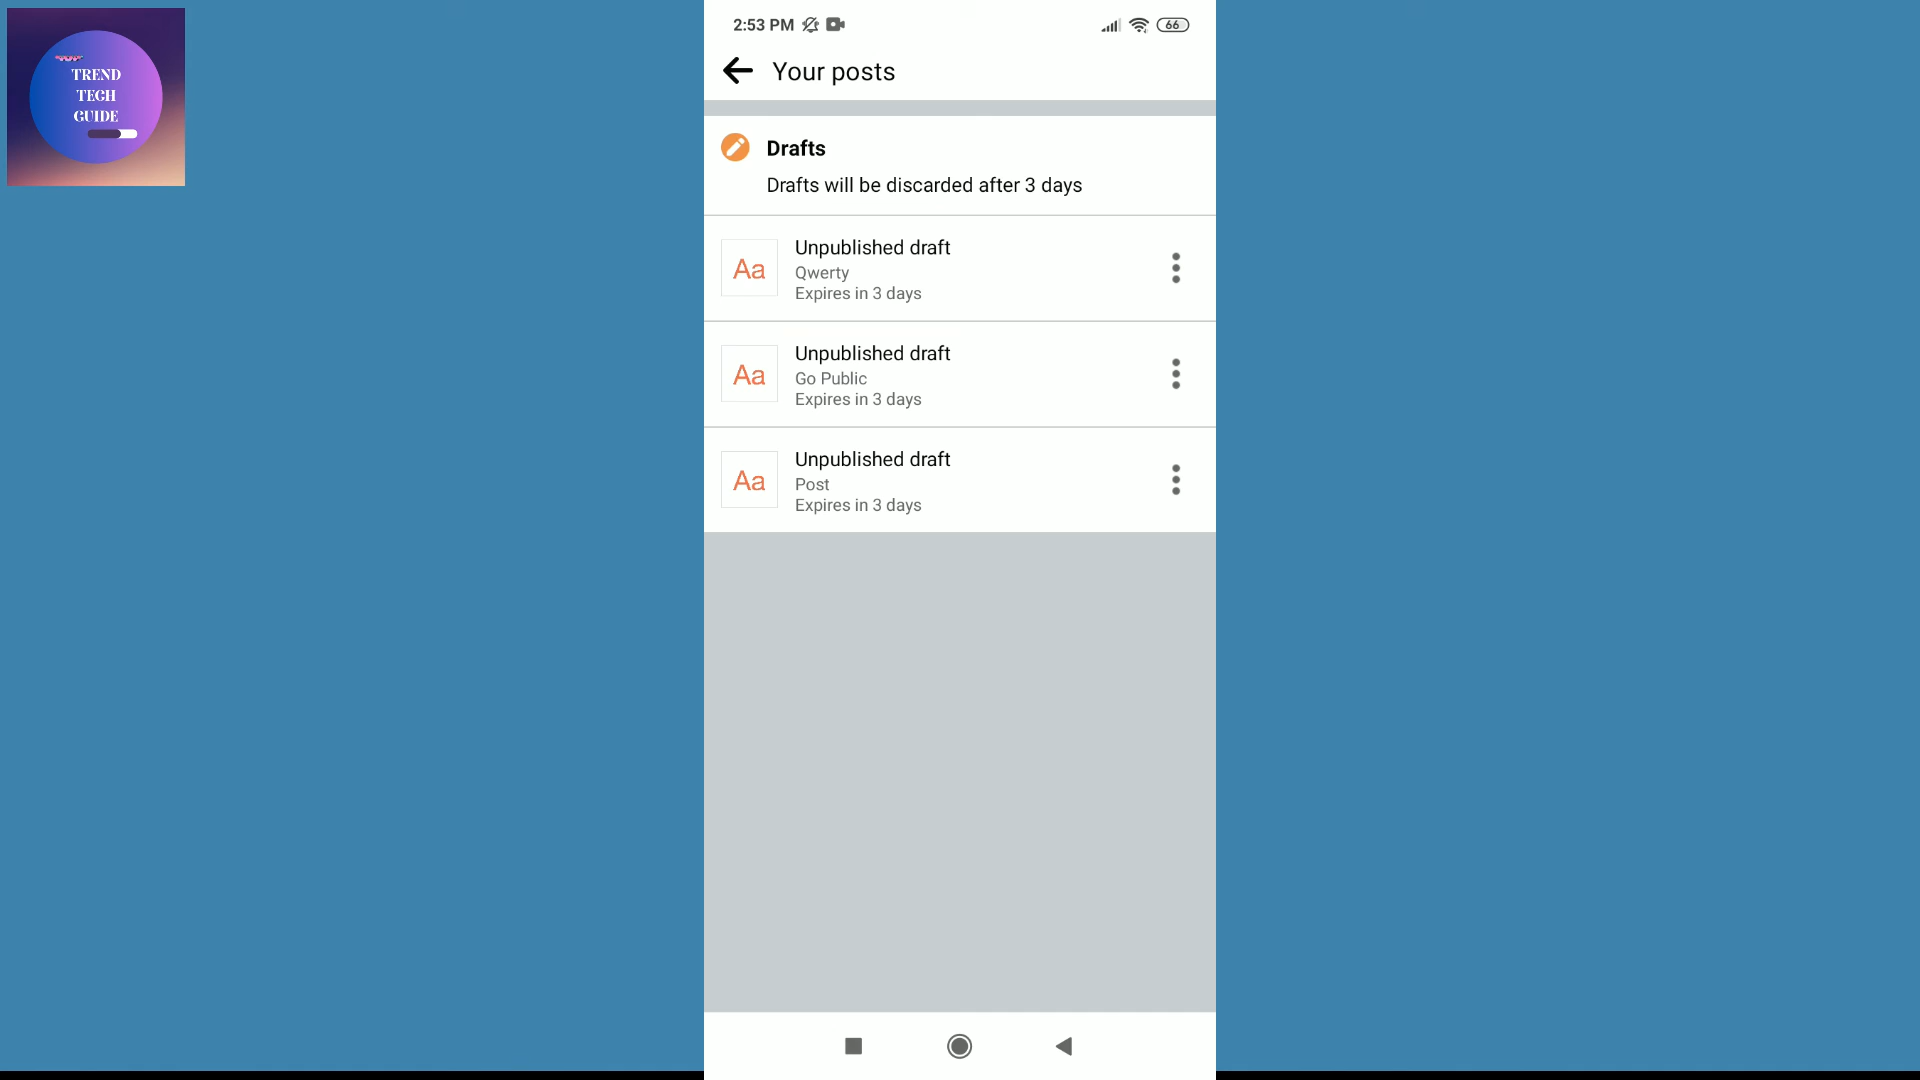 TREND
TECH
GUIDE
2:53 PM
66
Your posts
Drafts
Drafts will be discarded after 3 days
Aa
Unpublished draft
Qwerty
Expires in 3 days
Aa
Unpublished draft
Go Public
Expires in 3 days
Aa
Unpublished draft
Post
Expires in 3 days